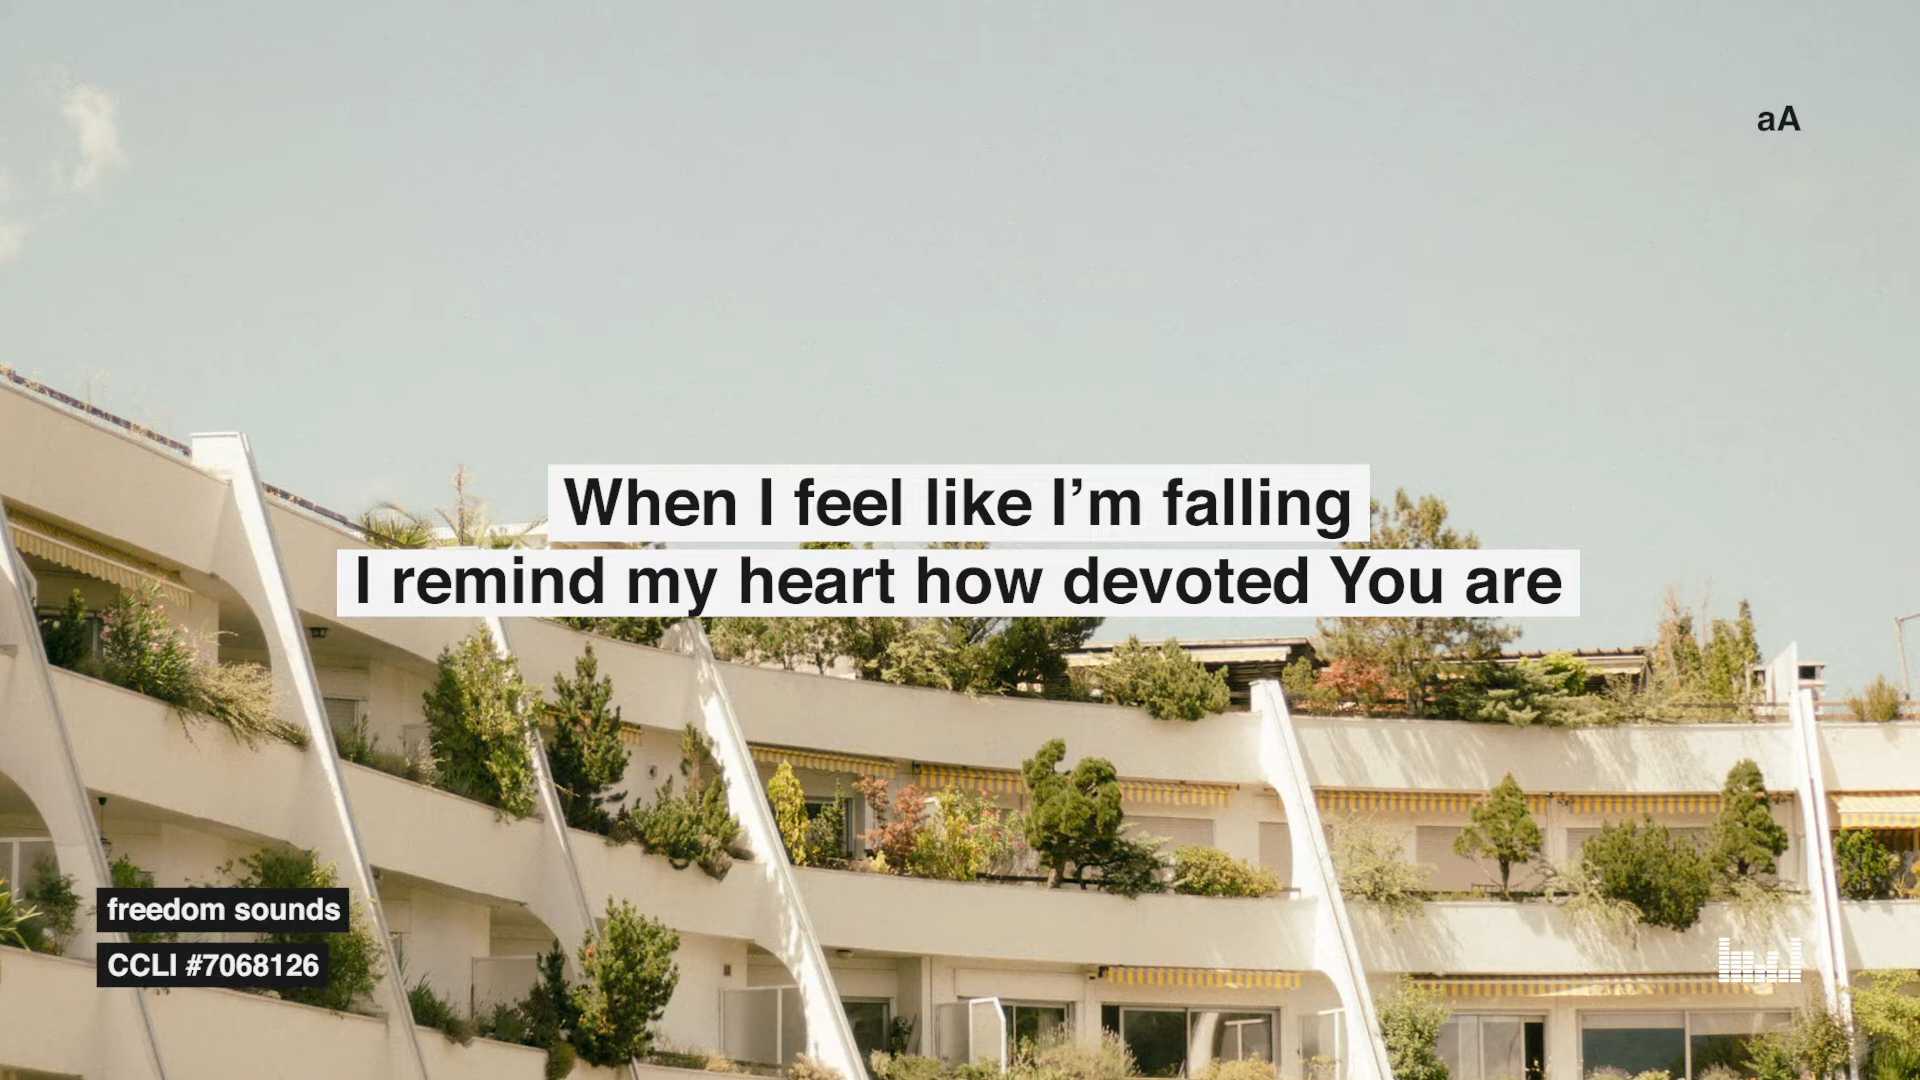 aA
When I feel like I’m falling
I remind my heart how devoted You are
freedom sounds
CCLI #7068126